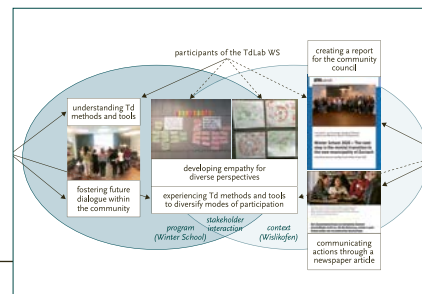 participants of the TdLab WS
creating a report
for the community
council
understanding Td
methods and tools
developing empathy for
diverse perspectives
fostering future
dialogue within
the community
experiencing Td methods and tools
to diversify modes of participation
program
(Winter School)
stakeholder
interaction
context
(Wislikofen)
communicating
actions through a
newspaper article